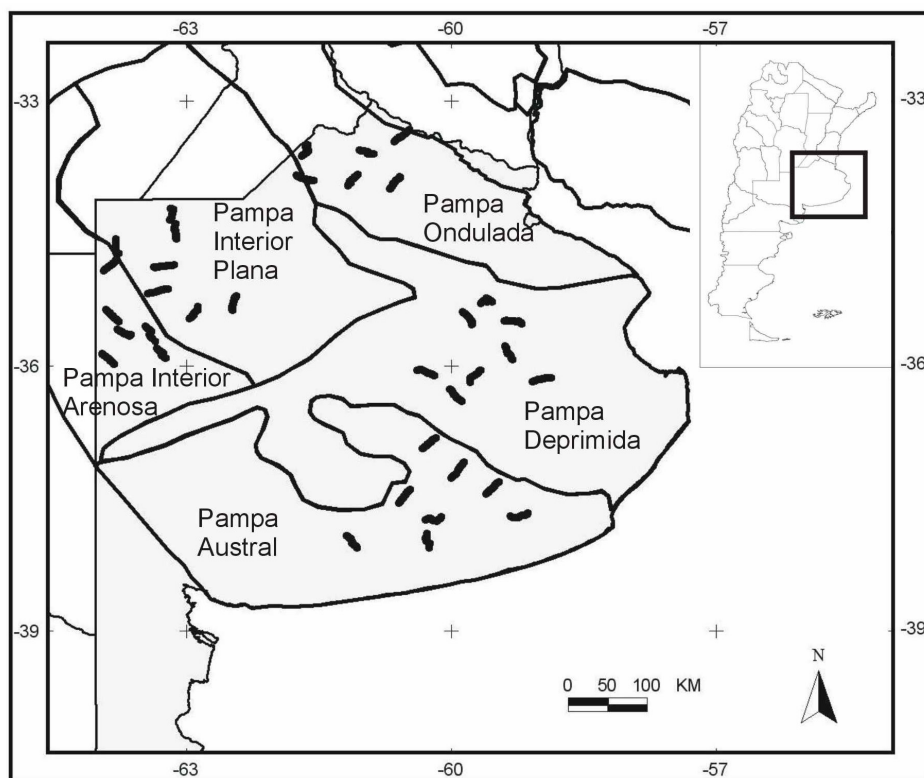 -63 -60 -57
-33 -33
Pampa
Interior
Plana
Pampa
Ondulada
-36 -36
Pampa Interior
Arenosa
Pampa
Deprimida
Pampa
Austral
-39 -39
N
0 50 100 KM
-63 -60 -57